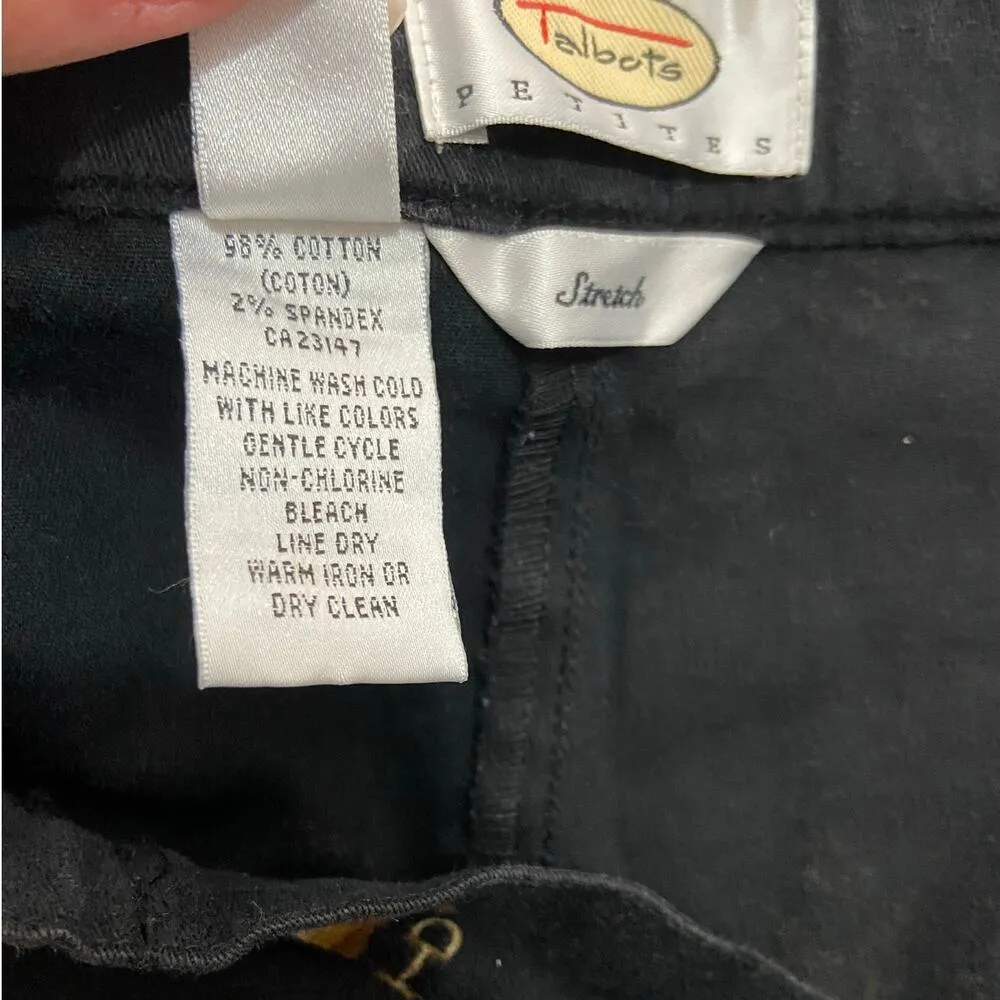 Talbots
PETITES
98% COTTON
(COTON)
2% SPANDEX
CA23147
MACHINE WASH COLD
WITH LIKE COLORS
GENTLE CYCLE
NON-CHLORINE
BLEACH
LINE DRY
WARM IRON OR
DRY CLEAN
Stretch